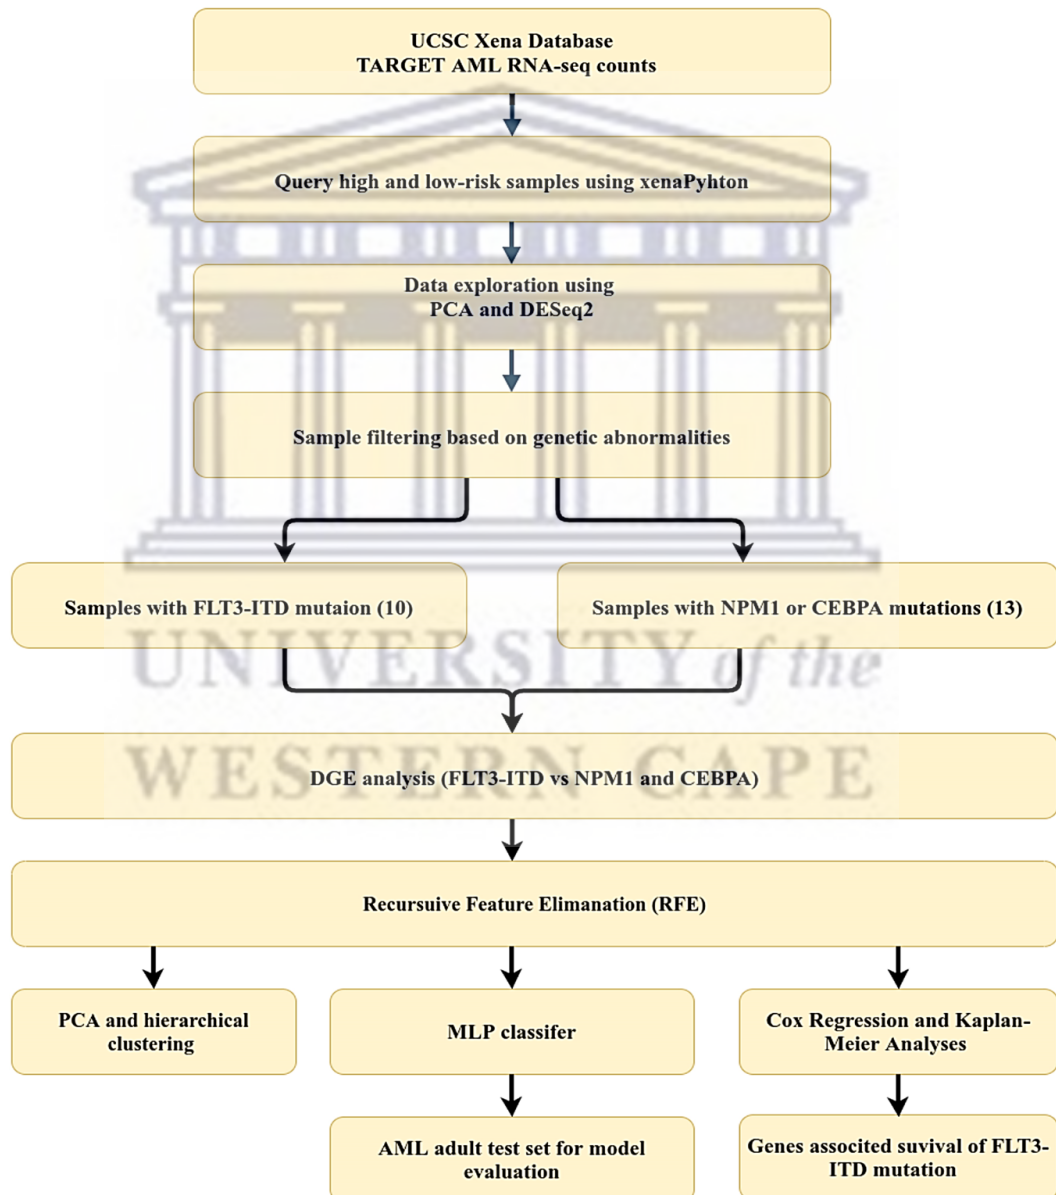 UCSC Xena Database
TARGET AML RNA-seq counts
Query high and low-risk samples using xenaPyhton
Data exploration using
PCA and DESeq2
Sample filtering based on genetic abnormalities
Samples with FLT3-ITD mutaion (10)
Samples with NPM1 or CEBPA mutations (13)
UNIVERSITY of the
DGE analysis (FLT3-ITD vs NPM1 and CEBPA)
WESTERN CAPE
Recursuive Feature Elimanation (RFE)
PCA and hierarchical
clustering
MLP classifer
Cox Regression and Kaplan-
Meier Analyses
AML adult test set for model
evaluation
Genes associted suvival of FLT3-
ITD mutation